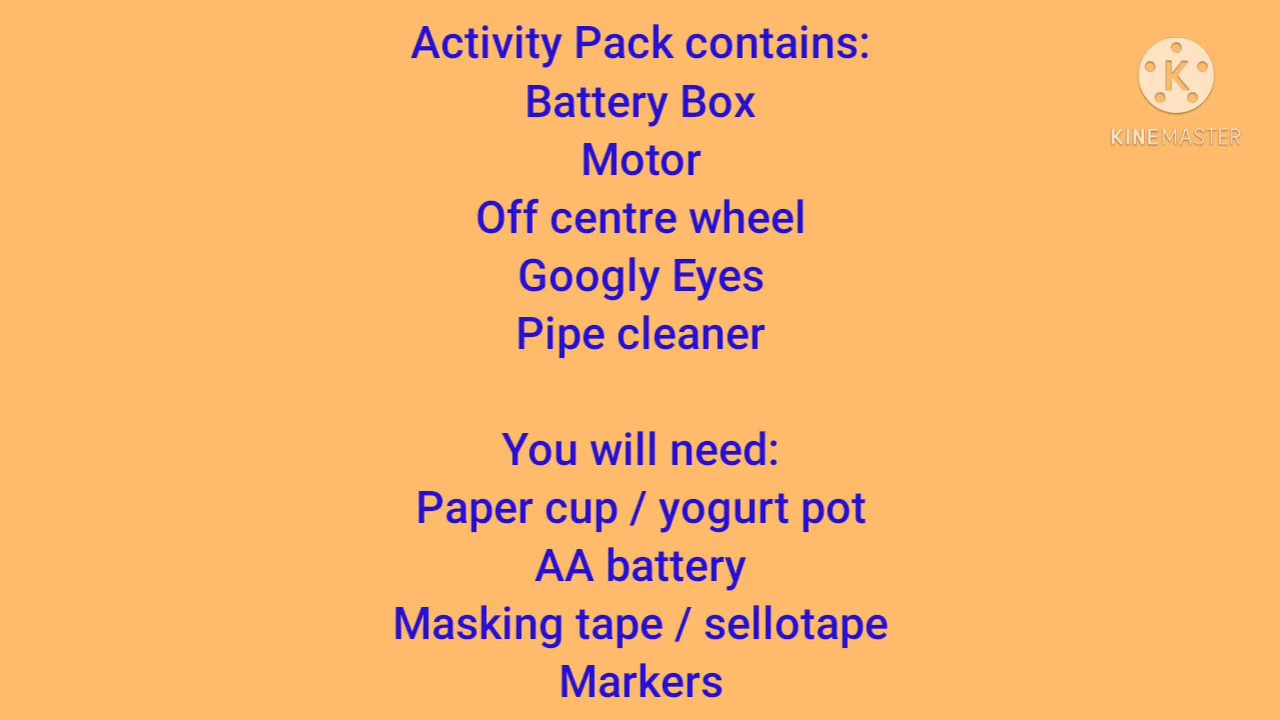 Activity Pack contains:
Battery Box
Motor
Off centre wheel
Googly Eyes
Pipe cleaner
You will need:
Paper cup / yogurt pot
AA battery
Masking tape / sellotape
Markers
K
KINEMASTER